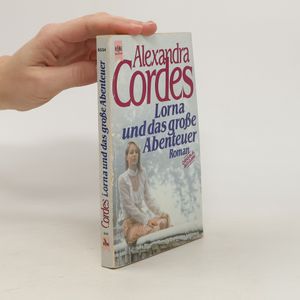 Alexandra
Cordes
Lorna
und das große
Abenteuer
Roman
Cordes Lorna und das große Abenteuer